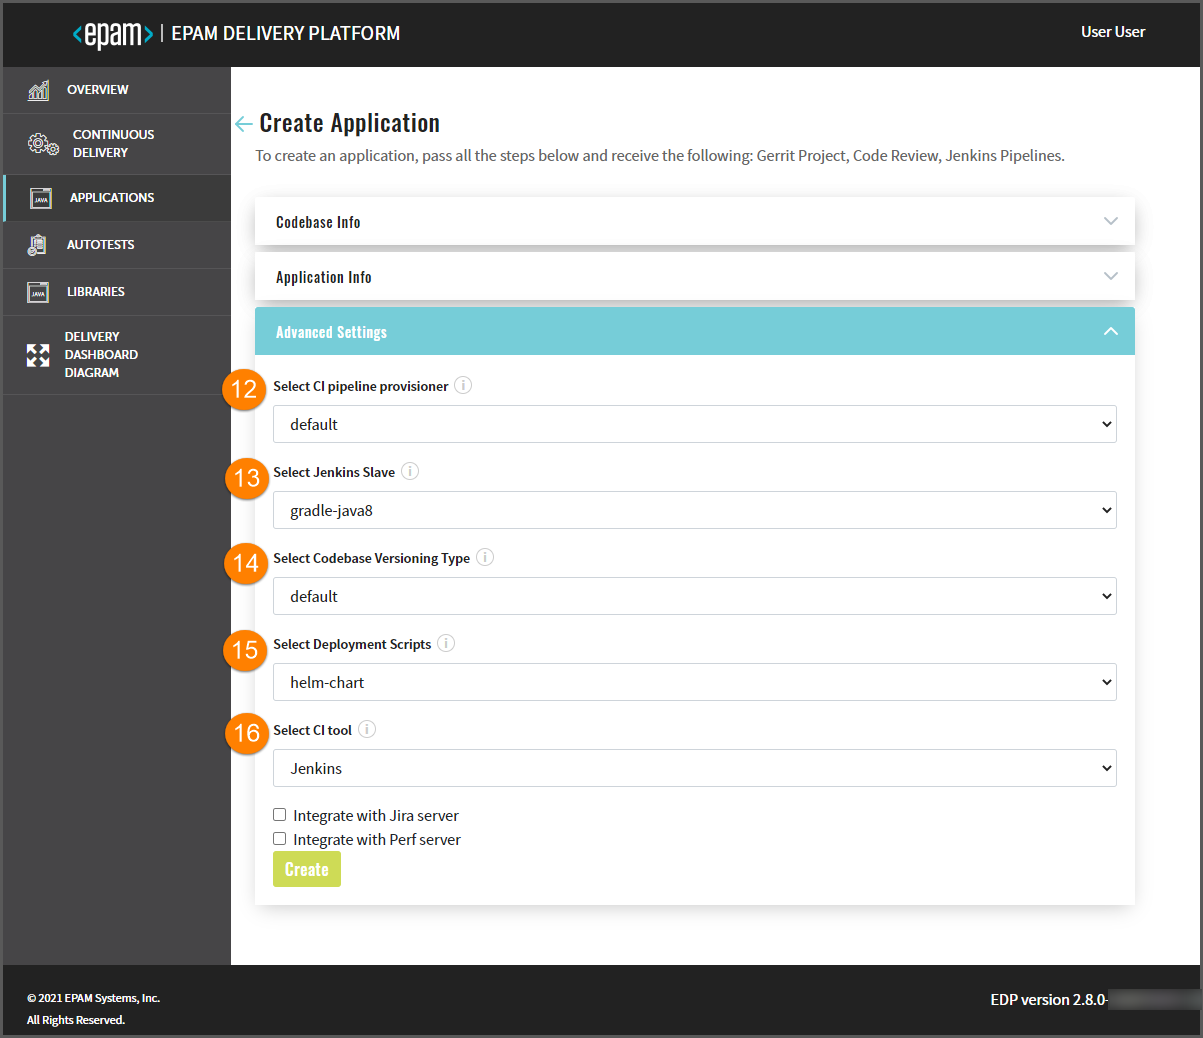 <epam> | EPAM DELIVERY PLATFORM
User User
OVERVIEW
CONTINUOUS
DELIVERY
JAVA
APPLICATIONS
AUTOTESTS
JAVA
LIBRARIES
DELIVERY
DASHBOARD
DIAGRAM
Create Application
To create an application, pass all the steps below and receive the following: Gerrit Project, Code Review, Jenkins Pipelines.
Codebase Info
Application Info
Advanced Settings
12 Select CI pipeline provisioner i
default
13 Select Jenkins Slave i
gradle-java8
14 Select Codebase Versioning Type i
default
15 Select Deployment Scripts i
helm-chart
16 Select CI tool i
Jenkins
Integrate with Jira server
Integrate with Perf server
Create
© 2021 EPAM Systems, Inc.
All Rights Reserved.
EDP version 2.8.0-